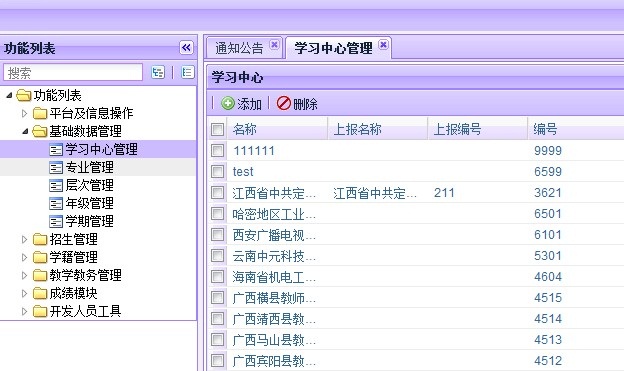 功能列表
搜索
功能列表
平台及信息操作
基础数据管理
学习中心管理
专业管理
层次管理
年级管理
学期管理
招生管理
学籍管理
教学教务管理
成绩模块
开发人员工具
通知公告 学习中心管理
学习中心
添加 删除
名称 上报名称 上报编号 编号
111111 9999
test 6599
江西省中共定... 江西省中共定... 211 3621
哈密地区工业... 6501
西安广播电视... 6101
云南中元科技... 5301
海南省机电工... 4604
广西横县教师... 4515
广西靖西县教... 4514
广西马山县教... 4513
广西宾阳县教... 4512